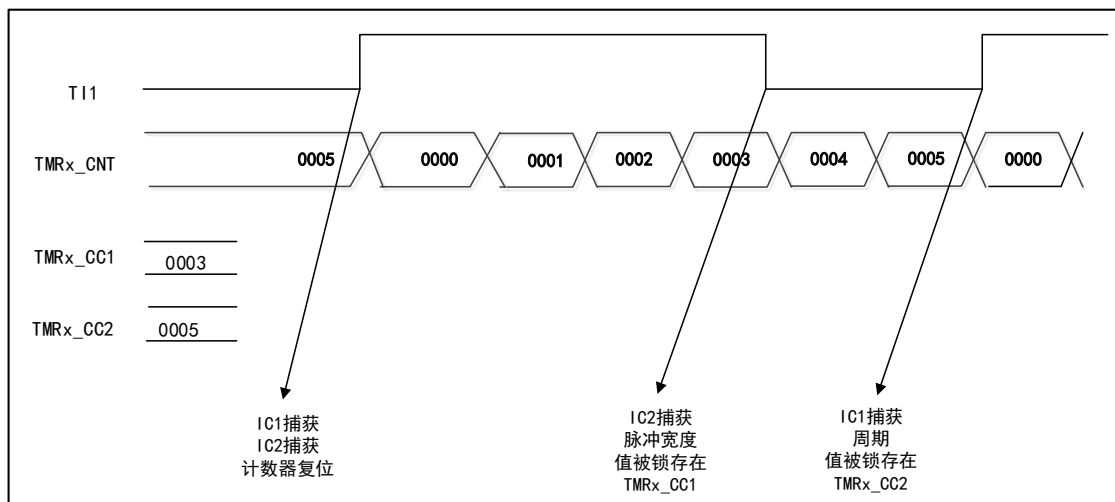 TI1
TMRx_CNT
0005 0000 0001 0002 0003 0004 0005 0000
TMRx_CC1
0003
TMRx_CC2
0005
IC1捕获
IC2捕获
计数器复位
IC2捕获
脉冲宽度
值被锁存在
TMRx_CC1
IC1捕获
周期
值被锁存在
TMRx_CC2